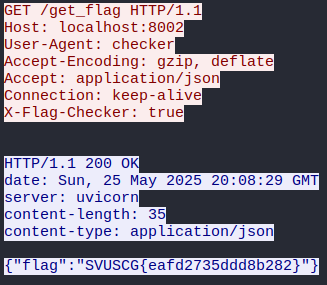 GET /get_flag HTTP/1.1
Host: localhost:8002
User-Agent: checker
Accept-Encoding: gzip, deflate
Accept: application/json
Connection: keep-alive
X-Flag-Checker: true
HTTP/1.1 200 OK
date: Sun, 25 May 2025 20:08:29 GMT
server: uvicorn
content-length: 35
content-type: application/json
{"flag":"SVUSCG{eafd2735ddd8b282}"}